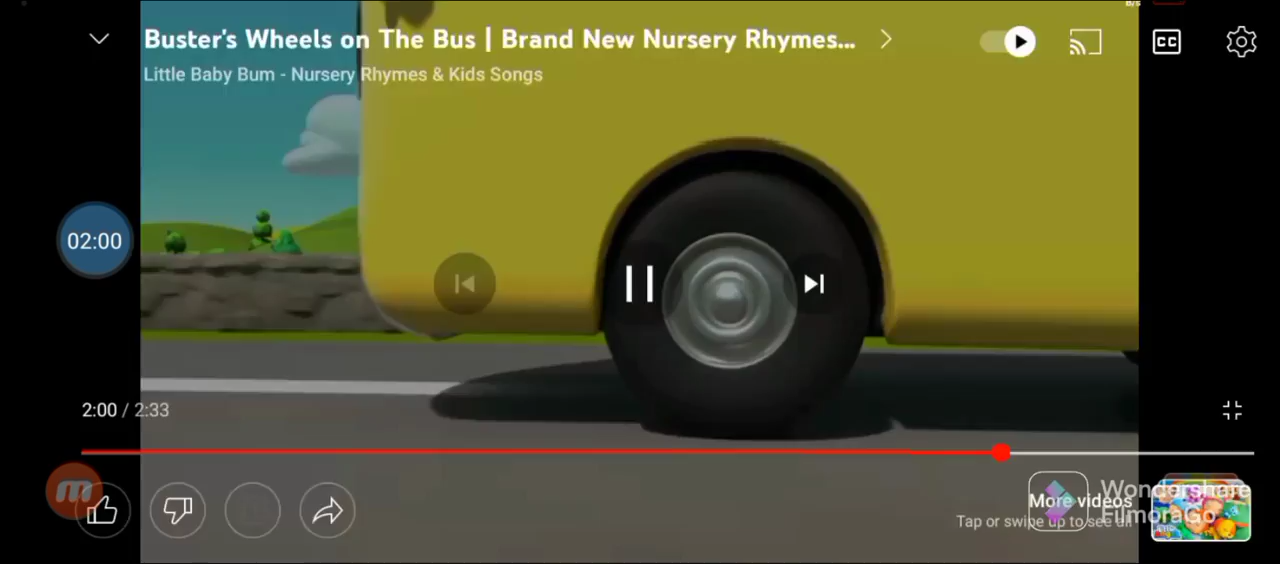 Buster's Wheels on The Bus | Brand New Nursery Rhymes...
Little Baby Bum - Nursery Rhymes & Kids Songs
CC
02:00
2:00 / 2:33
More videos
Tap or swipe up to see all
Wondershare
FilmoraGo